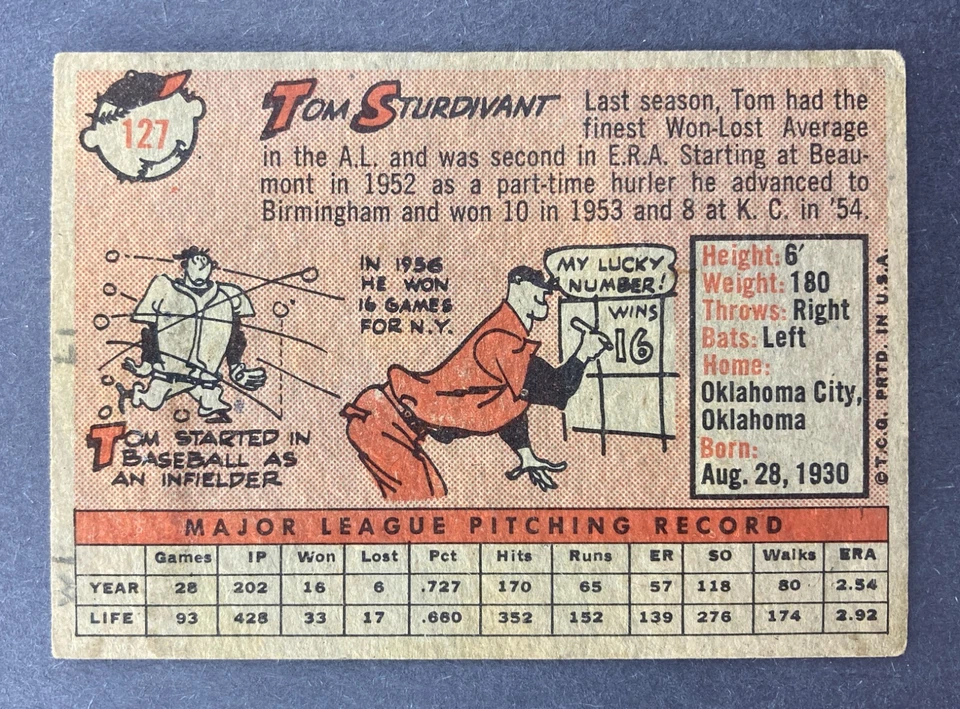 127
TOM STURDIVANT
Last season, Tom had the
finest Won-Lost Average
in the A.L. and was second in E.R.A. Starting at Beau-
mont in 1952 as a part-time hurler he advanced to
Birmingham and won 10 in 1953 and 8 at K. C. in '54.
TOM STARTED IN
BASEBALL AS
AN INFIELDER
IN 1956
HE WON
16 GAMES
FOR N.Y.
MY LUCKY
NUMBER!
WINS
16
Height: 6'
Weight: 180
Throws: Right
Bats: Left
Home:
Oklahoma City,
Oklahoma
Born:
Aug. 28, 1930
© T.C.G. PRTD. IN U.S.A.
MAJOR LEAGUE PITCHING RECORD
Games IP Won Lost Pct Hits Runs ER SO Walks ERA
YEAR 28 202 16 6 .727 170 65 57 118 80 2.54
LIFE 93 428 33 17 .660 352 152 139 276 174 2.92